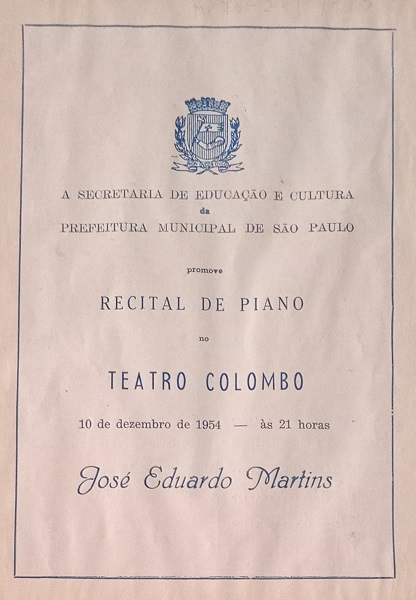 A SECRETARIA DE EDUCAÇÃO E CULTURA
da
PREFEITURA MUNICIPAL DE SÃO PAULO
promove
RECITAL DE PIANO
no
TEATRO COLOMBO
10 de dezembro de 1954 — às 21 horas
José Eduardo Martins